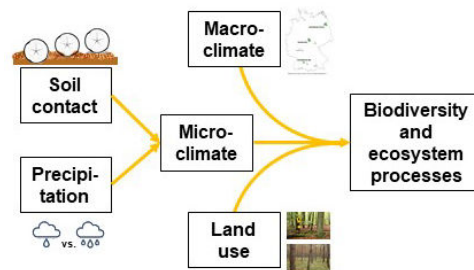 Macro-
climate
Soil
contact
Micro-
climate
Biodiversity
and
ecosystem
processes
Precipi-
tation
vs.
Land
use